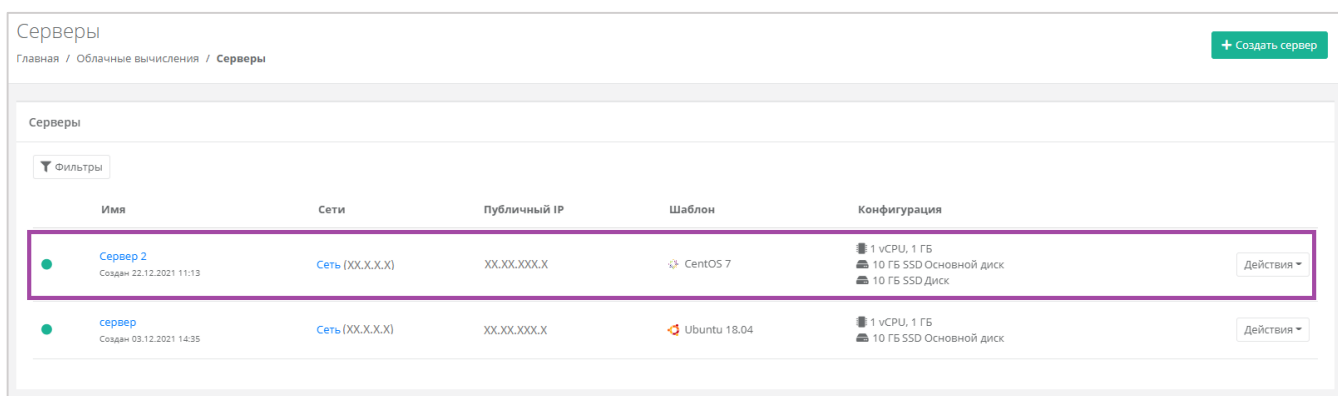 Серверы
Главная / Облачные вычисления / Серверы
+ Создать сервер
Серверы
Фильтры
Имя Сети Публичный IP Шаблон Конфигурация
Сервер 2
Создан 22.12.2021 11:13
Сеть (XX.X.X.X)
XX.XX.XXX.X
CentOS 7
1 vCPU, 1 ГБ
10 ГБ SSD Основной диск
10 ГБ SSD Диск
Действия
сервер
Создан 03.12.2021 14:35
Сеть (XX.X.X.X)
XX.XX.XXX.X
Ubuntu 18.04
1 vCPU, 1 ГБ
10 ГБ SSD Основной диск
Действия